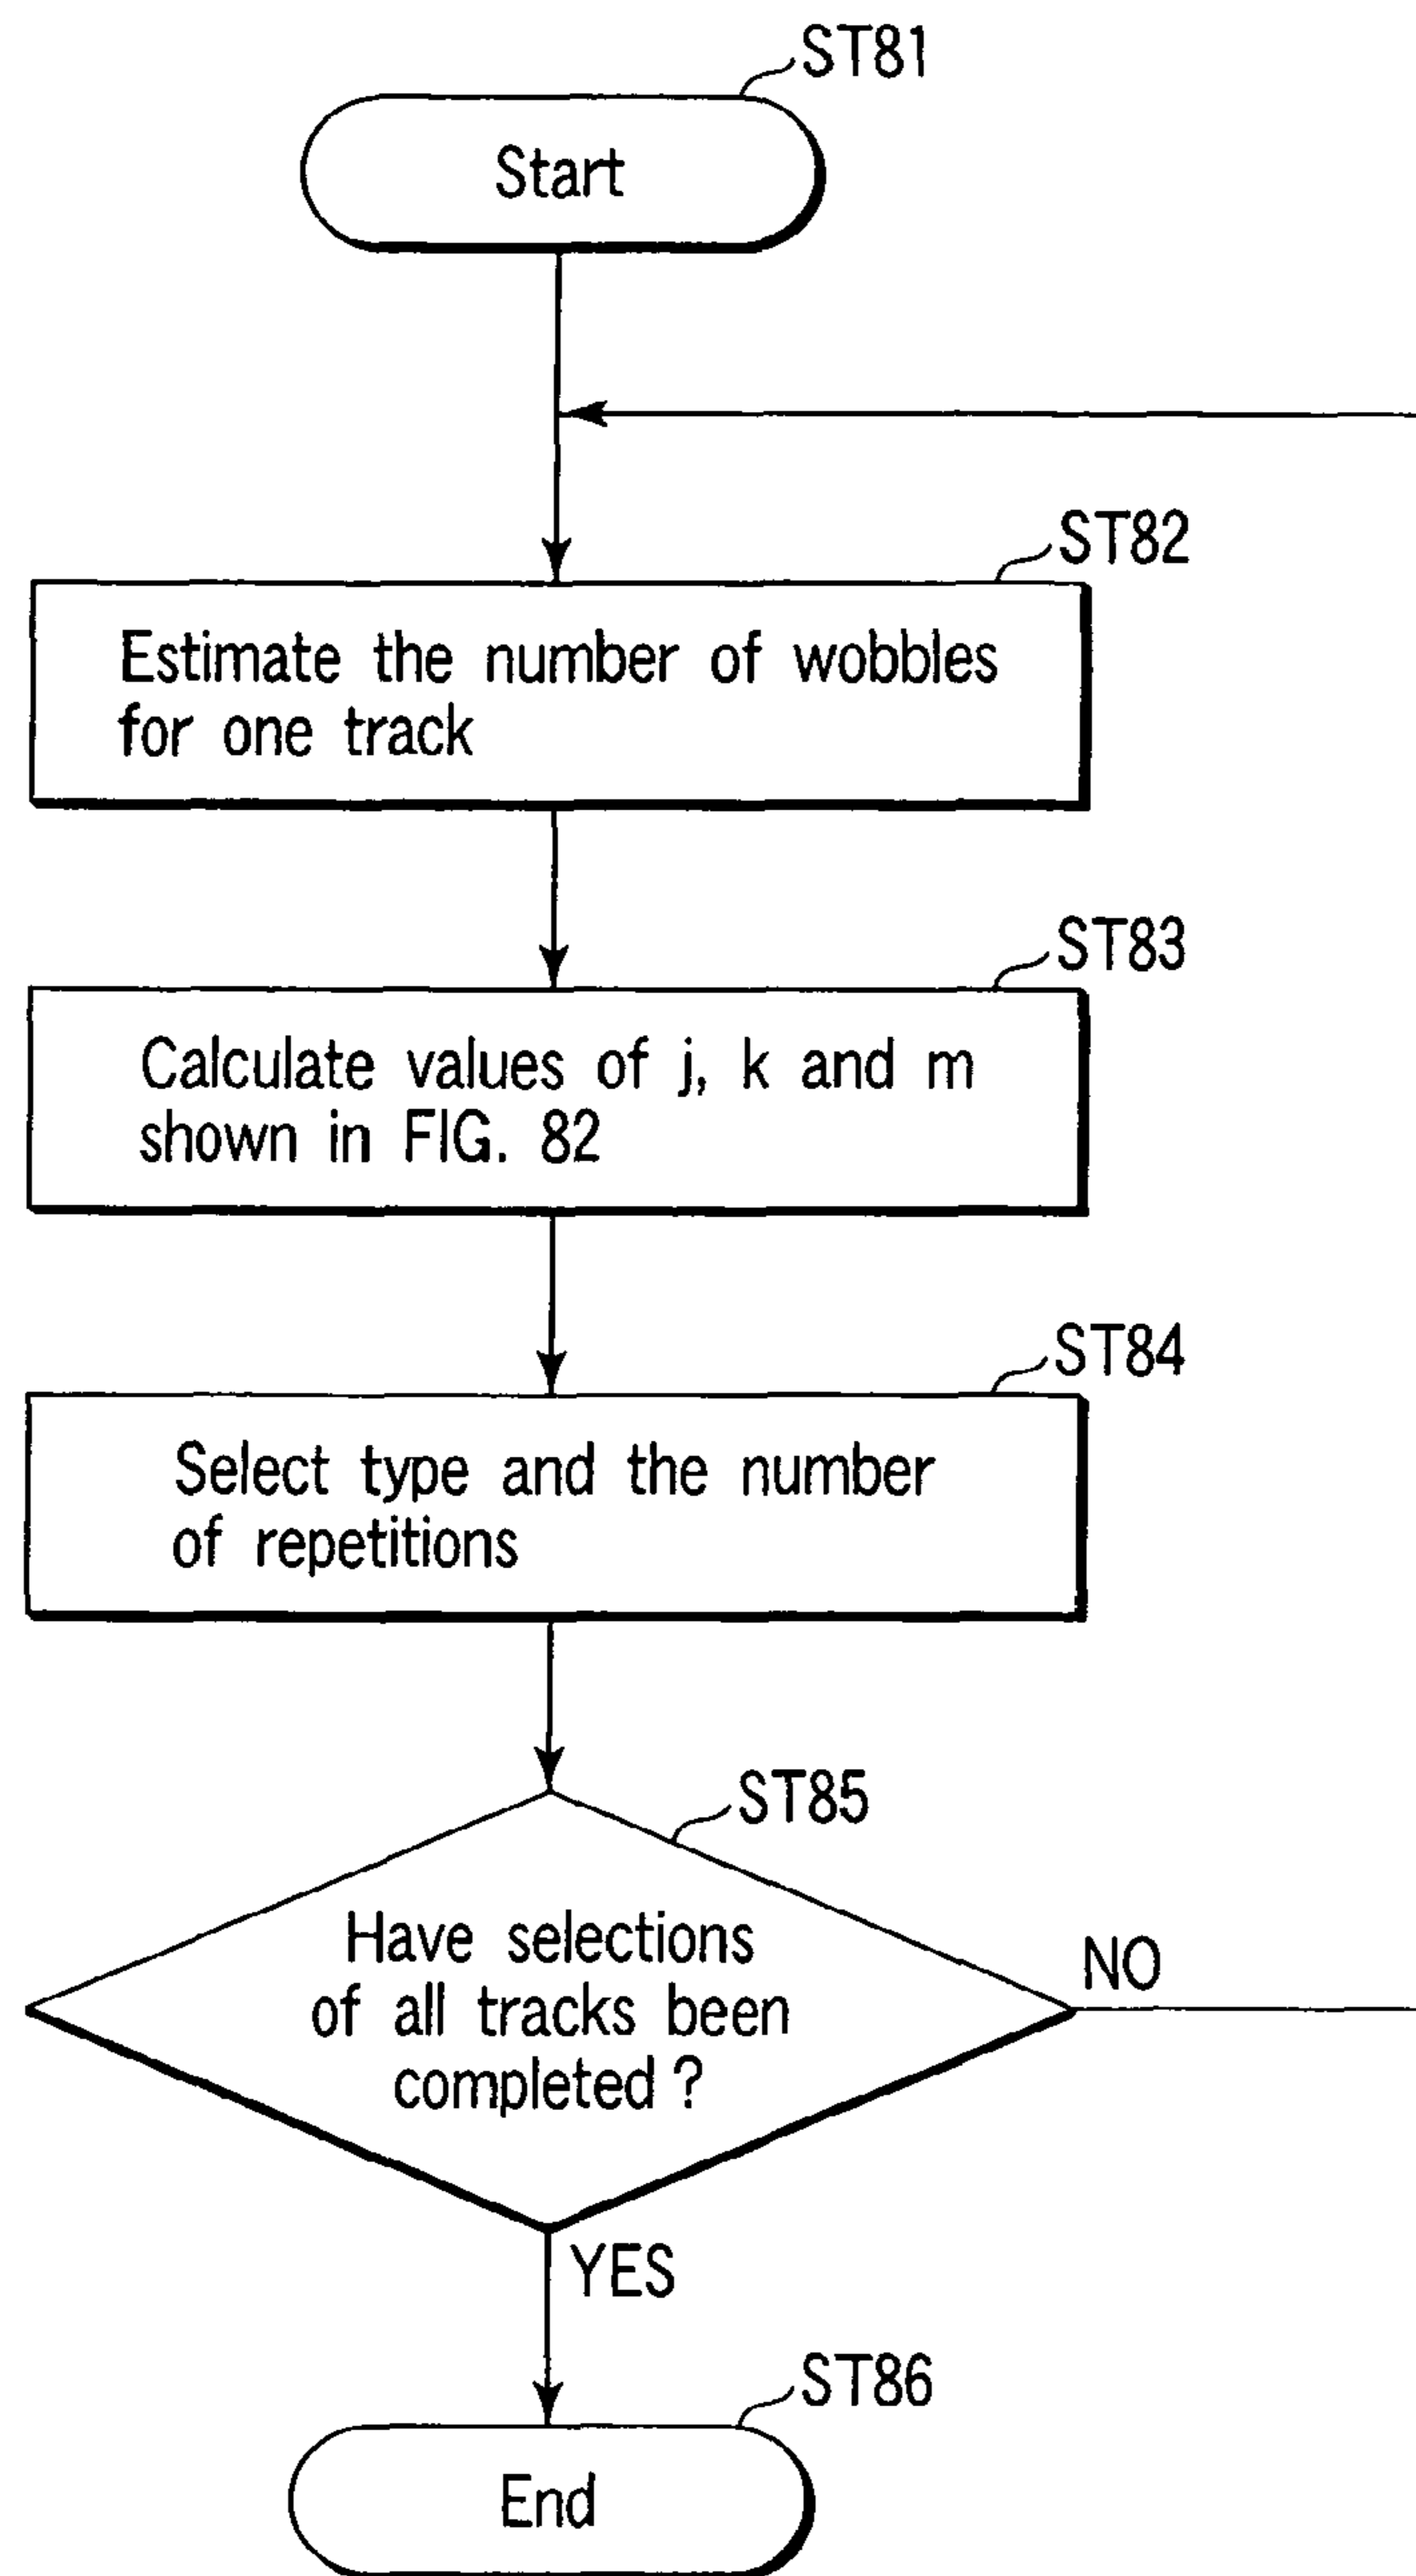 ST81
Start
ST82
Estimate the number of wobbles
for one track
ST83
Calculate values of j, k and m
shown in FIG. 82
ST84
Select type and the number
of repetitions
ST85
Have selections
of all tracks been
completed ?
NO
YES
ST86
End